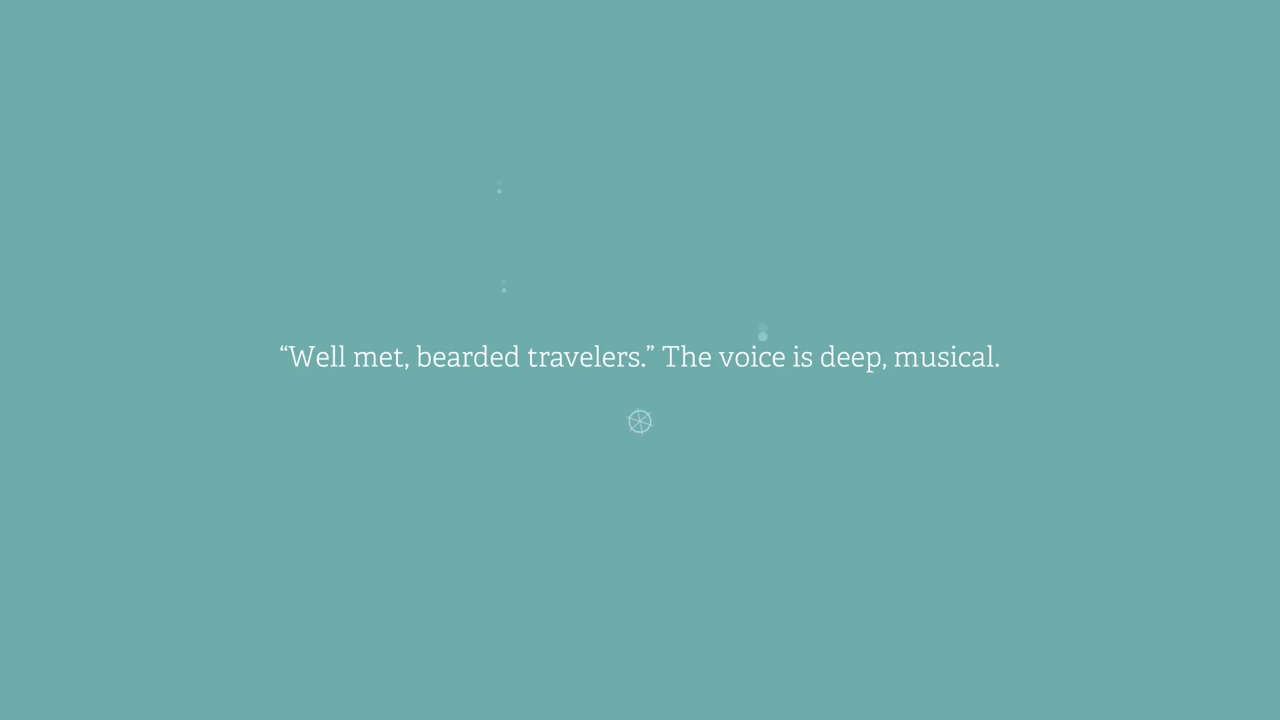 “Well met, bearded travelers.” The voice is deep, musical.